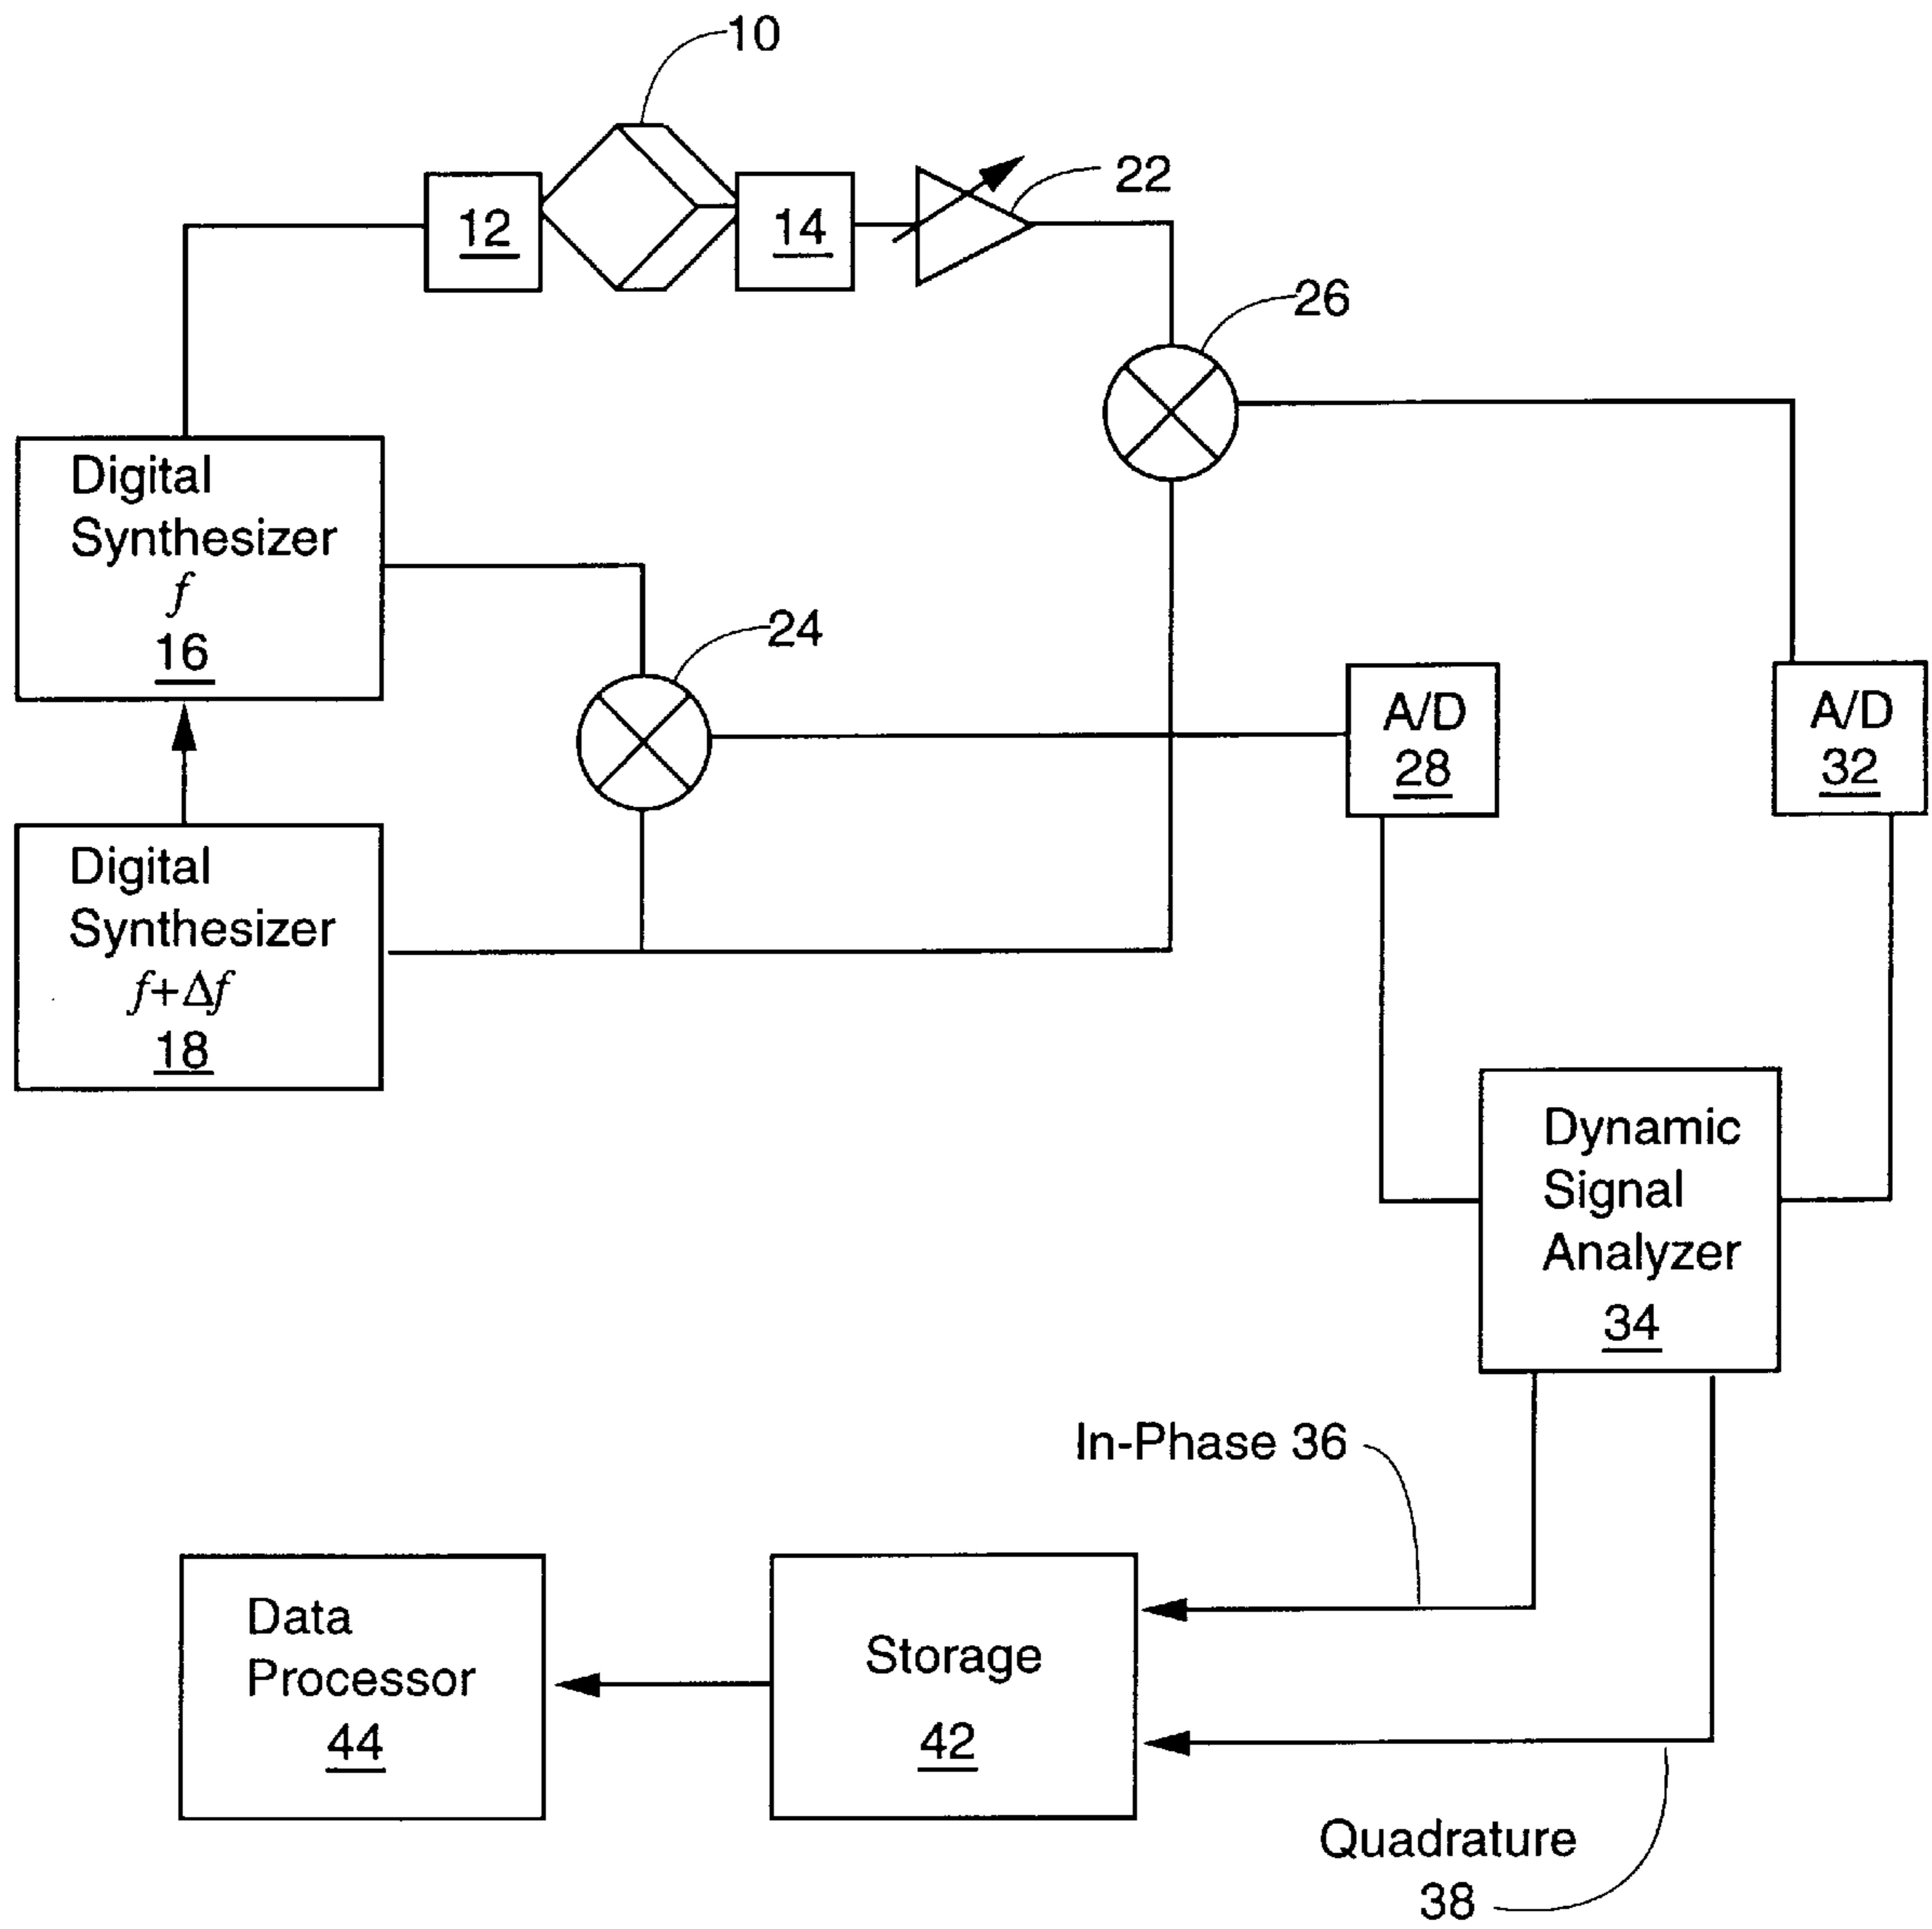 10
12
14
22
26
Digital
Synthesizer
f
16
24
A/D
28
A/D
32
Digital
Synthesizer
f+Δf
18
Dynamic
Signal
Analyzer
34
In-Phase 36
Data
Processor
44
Storage
42
Quadrature
38